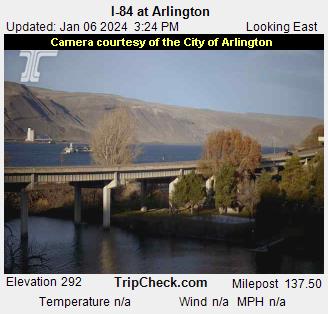 I-84 at Arlington
Updated: Jan 06 2024 3:24 PM Looking East
Camera courtesy of the City of Arlington
Elevation 292 TripCheck.com Milepost 137.50
Temperature n/a Wind n/a MPH n/a